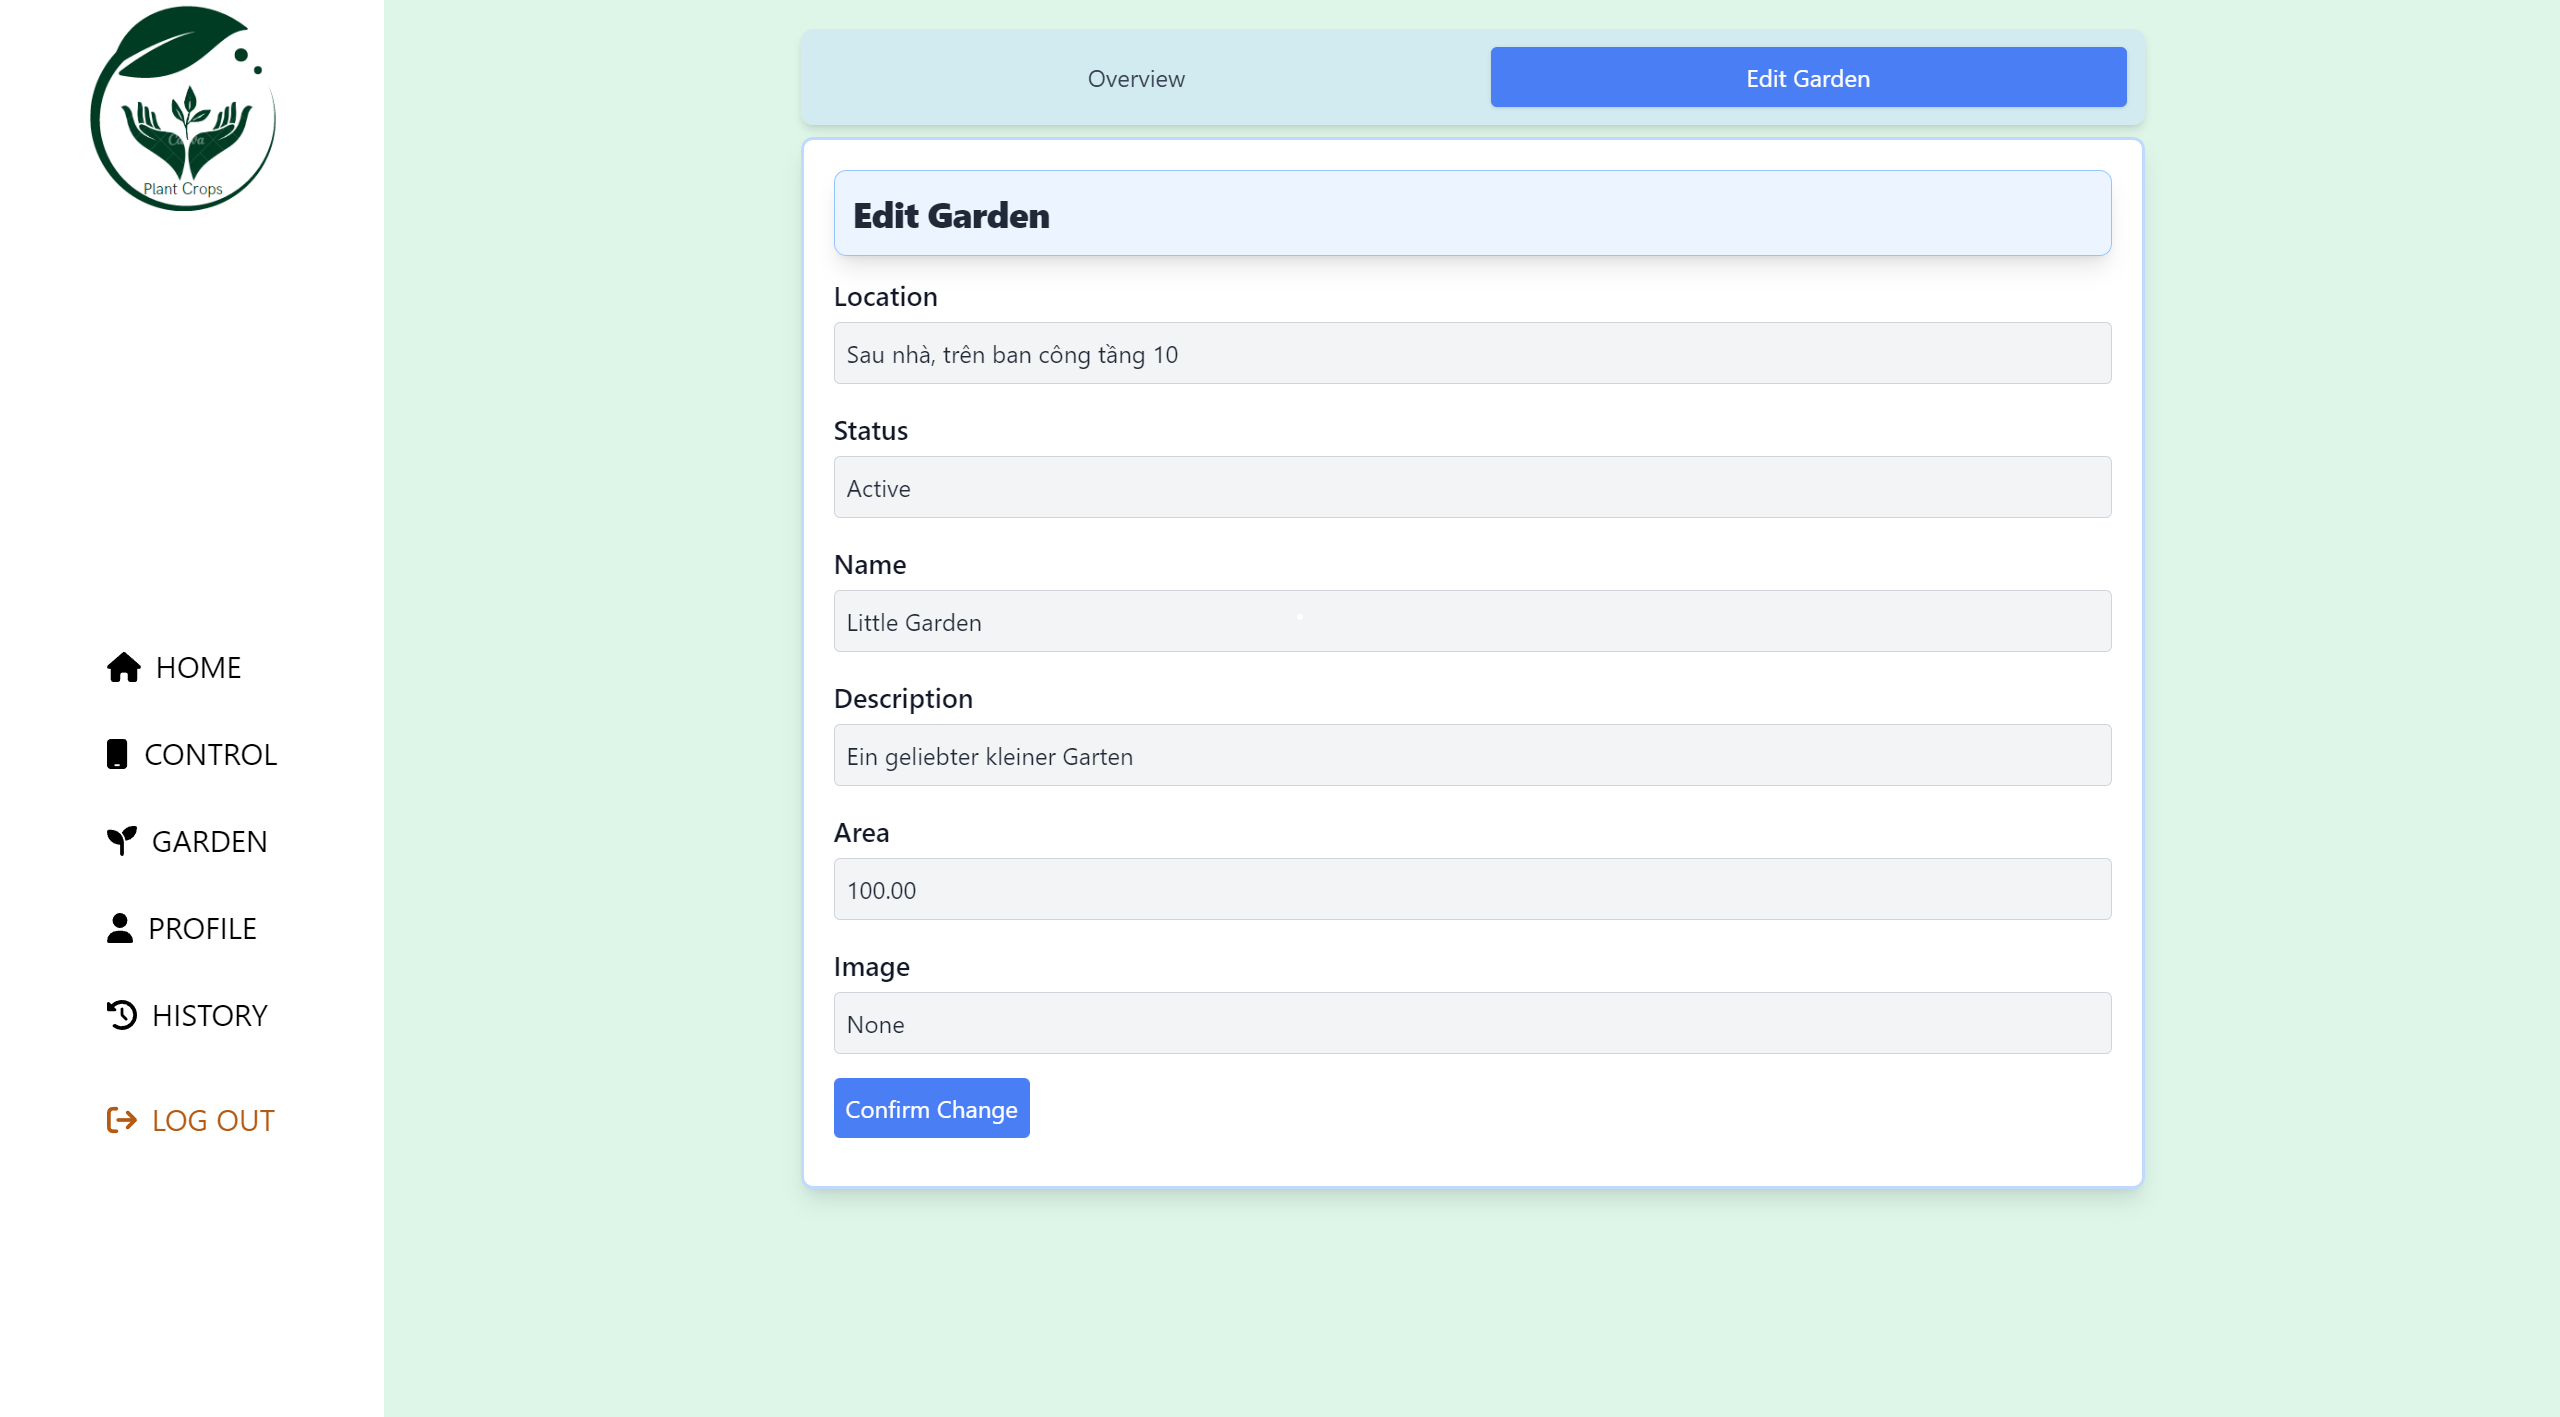 Canva
Plant Crops
HOME
CONTROL
GARDEN
PROFILE
HISTORY
LOG OUT
Overview
Edit Garden
Edit Garden
Location
Sau nhà, trên ban công tầng 10
Status
Active
Name
Little Garden
Description
Ein geliebter kleiner Garten
Area
100.00
Image
None
Confirm Change